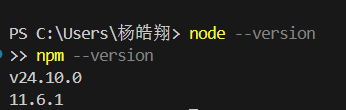 PS C:\Users\杨皓翔> node --version
>> npm --version
v24.10.0
11.6.1